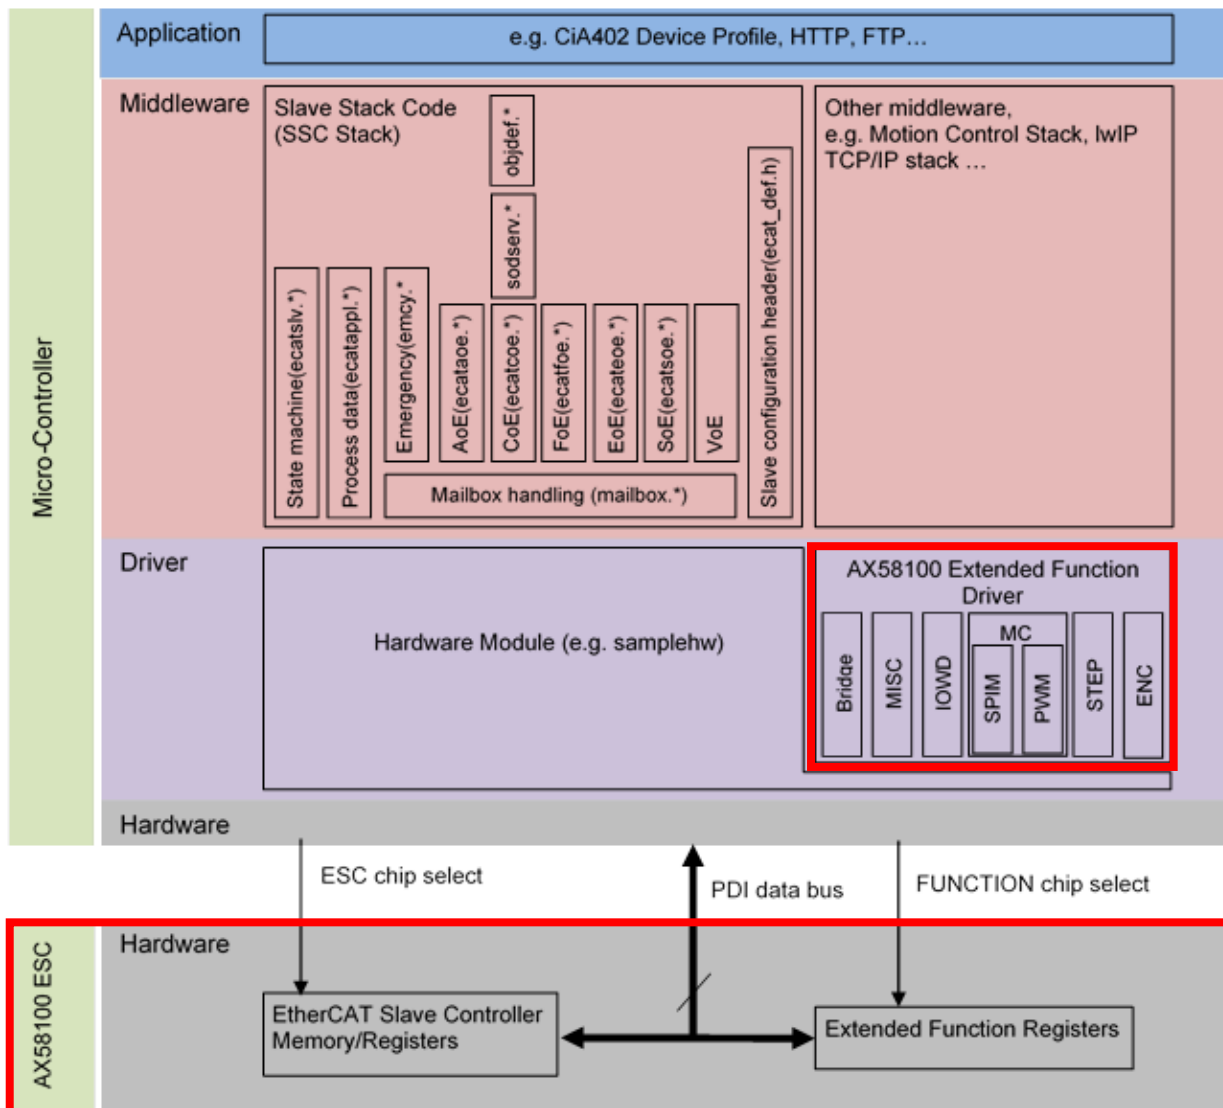 Application
e.g. CiA402 Device Profile, HTTP, FTP…
Micro-Controller
Middleware
Slave Stack Code
(SSC Stack)
objdef.*
sodserv.*
State machine(ecatslv.*)
Process data(ecatappl.*)
Emergency(emcy.*
AoE(ecataoe.*)
CoE(ecatcoe.*)
FoE(ecatfoe.*)
EoE(ecateoe.*)
SoE(ecatsoe.*)
VoE
Slave configuration header(ecat_def.h)
Mailbox handling (mailbox.*)
Other middleware,
e.g. Motion Control Stack, lwIP
TCP/IP stack …
Driver
Hardware Module (e.g. samplehw)
AX58100 Extended Function
Driver
Bridge
MISC
IOWD
MC
SPIM
PWM
STEP
ENC
Hardware
ESC chip select
PDI data bus
FUNCTION chip select
AX58100 ESC
Hardware
EtherCAT Slave Controller
Memory/Registers
Extended Function Registers